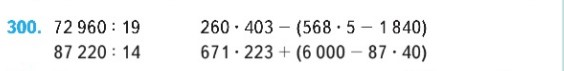 300. 72 960 : 19 260 · 403 − (568 · 5 − 1 840)
87 220 : 14 671 · 223 + (6 000 − 87 · 40)